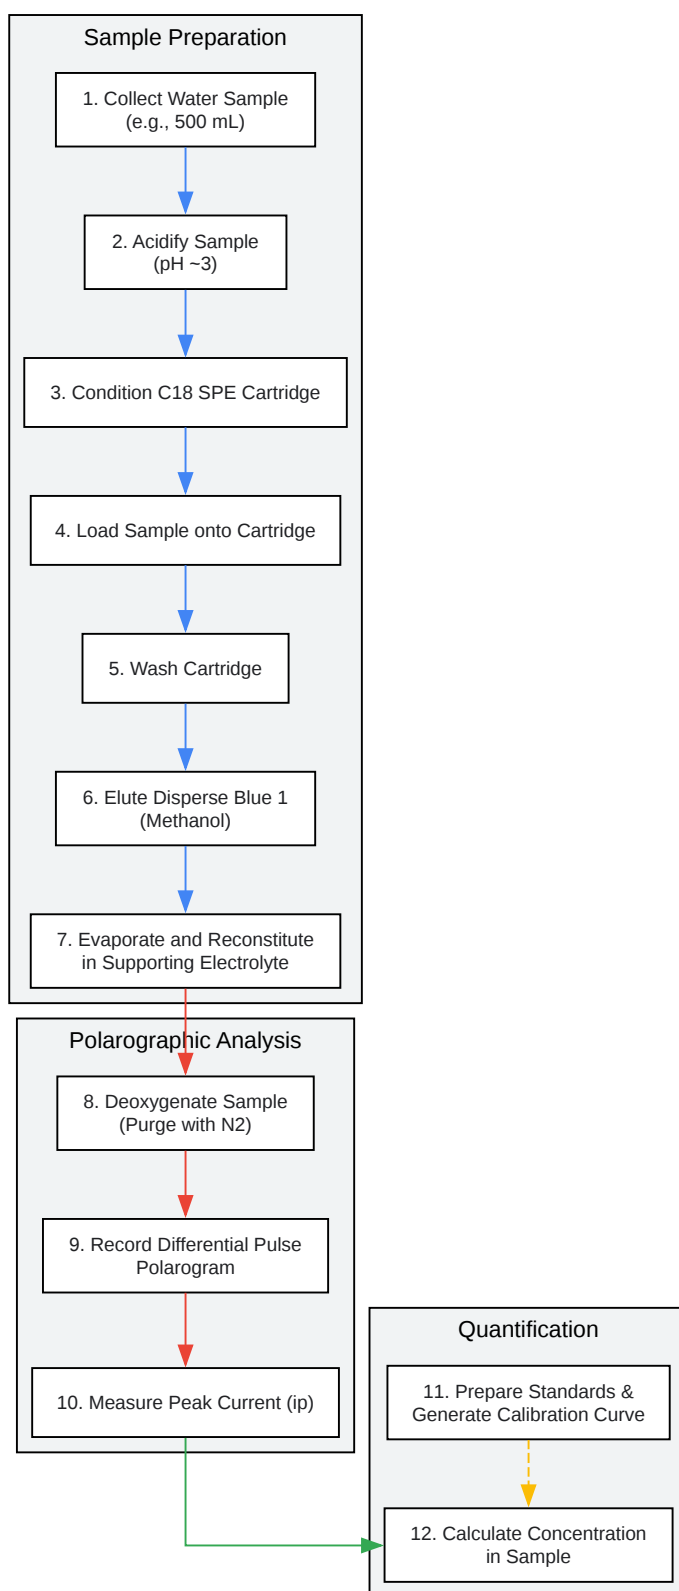 Sample Preparation
1. Collect Water Sample
(e.g., 500 mL)
2. Acidify Sample
(pH ~3)
3. Condition C18 SPE Cartridge
4. Load Sample onto Cartridge
5. Wash Cartridge
6. Elute Disperse Blue 1
(Methanol)
7. Evaporate and Reconstitute
in Supporting Electrolyte
Polarographic Analysis
8. Deoxygenate Sample
(Purge with N2)
9. Record Differential Pulse
Polarogram
10. Measure Peak Current (ip)
Quantification
11. Prepare Standards &
Generate Calibration Curve
12. Calculate Concentration
in Sample